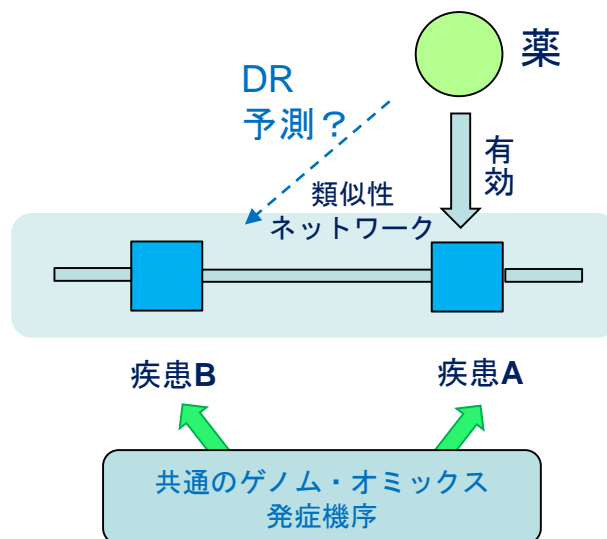 薬
DR
予測？
有効
類似性
ネットワーク
疾患B
疾患A
共通のゲノム・オミックス
発症機序